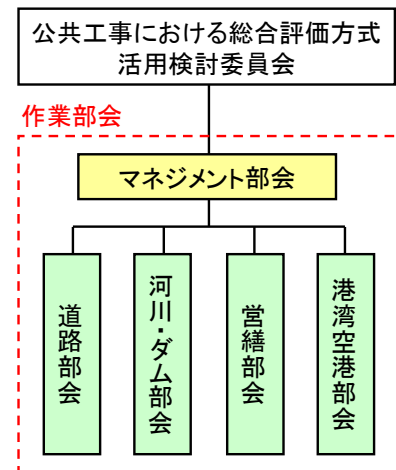 公共工事における総合評価方式
活用検討委員会
作業部会
マネジメント部会
道路部会
河川・ダム部会
営繕部会
港湾空港部会